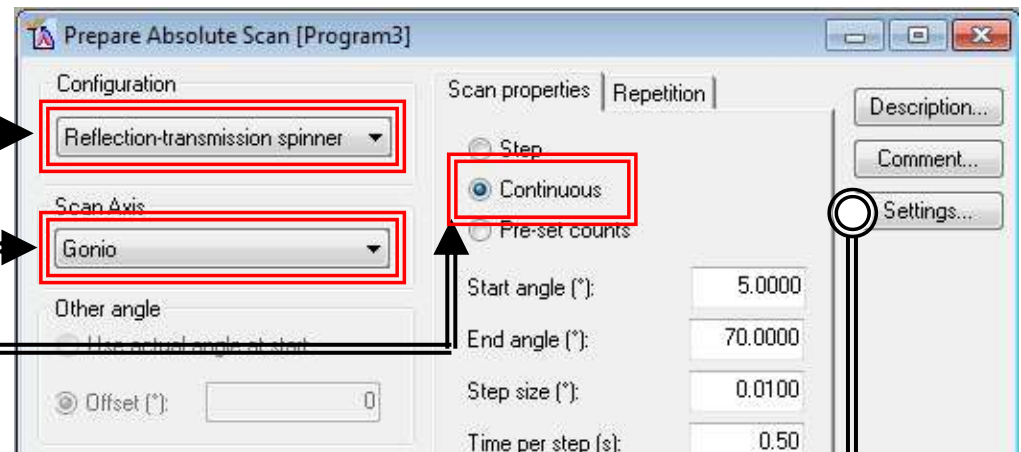 Prepare Absolute Scan [Program3]
Configuration
Reflection-transmission spinner
Scan Axis
Gonio
Other angle
Use actual angle at start
Offset (°): 0
Scan properties
Repetition
Step
Continuous
Pre-set counts
Start angle (°): 5.0000
End angle (°): 70.0000
Step size (°): 0.0100
Time per step (s): 0.50
Description...
Comment...
Settings...